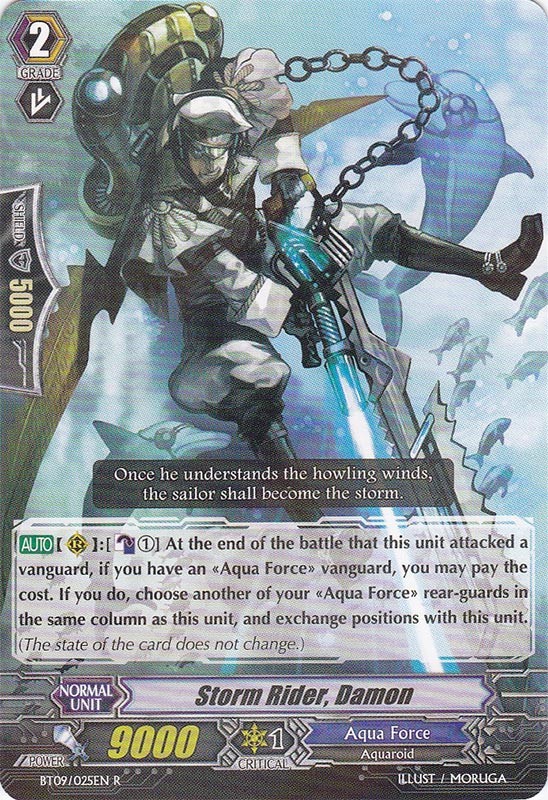 2
GRADE
SHIELD
5000
Once he understands the howling winds,
the sailor shall become the storm.
AUTO [ R ]:[ ①] At the end of the battle that this unit attacked a
vanguard, if you have an «Aqua Force» vanguard, you may pay the
cost. If you do, choose another of your «Aqua Force» rear-guards in
the same column as this unit, and exchange positions with this unit.
(The state of the card does not change.)
NORMAL
UNIT
Storm Rider, Damon
POWER
9000
1
CRITICAL
Aqua Force
Aquaroid
BT09/025EN R
ILLUST / MORUGA